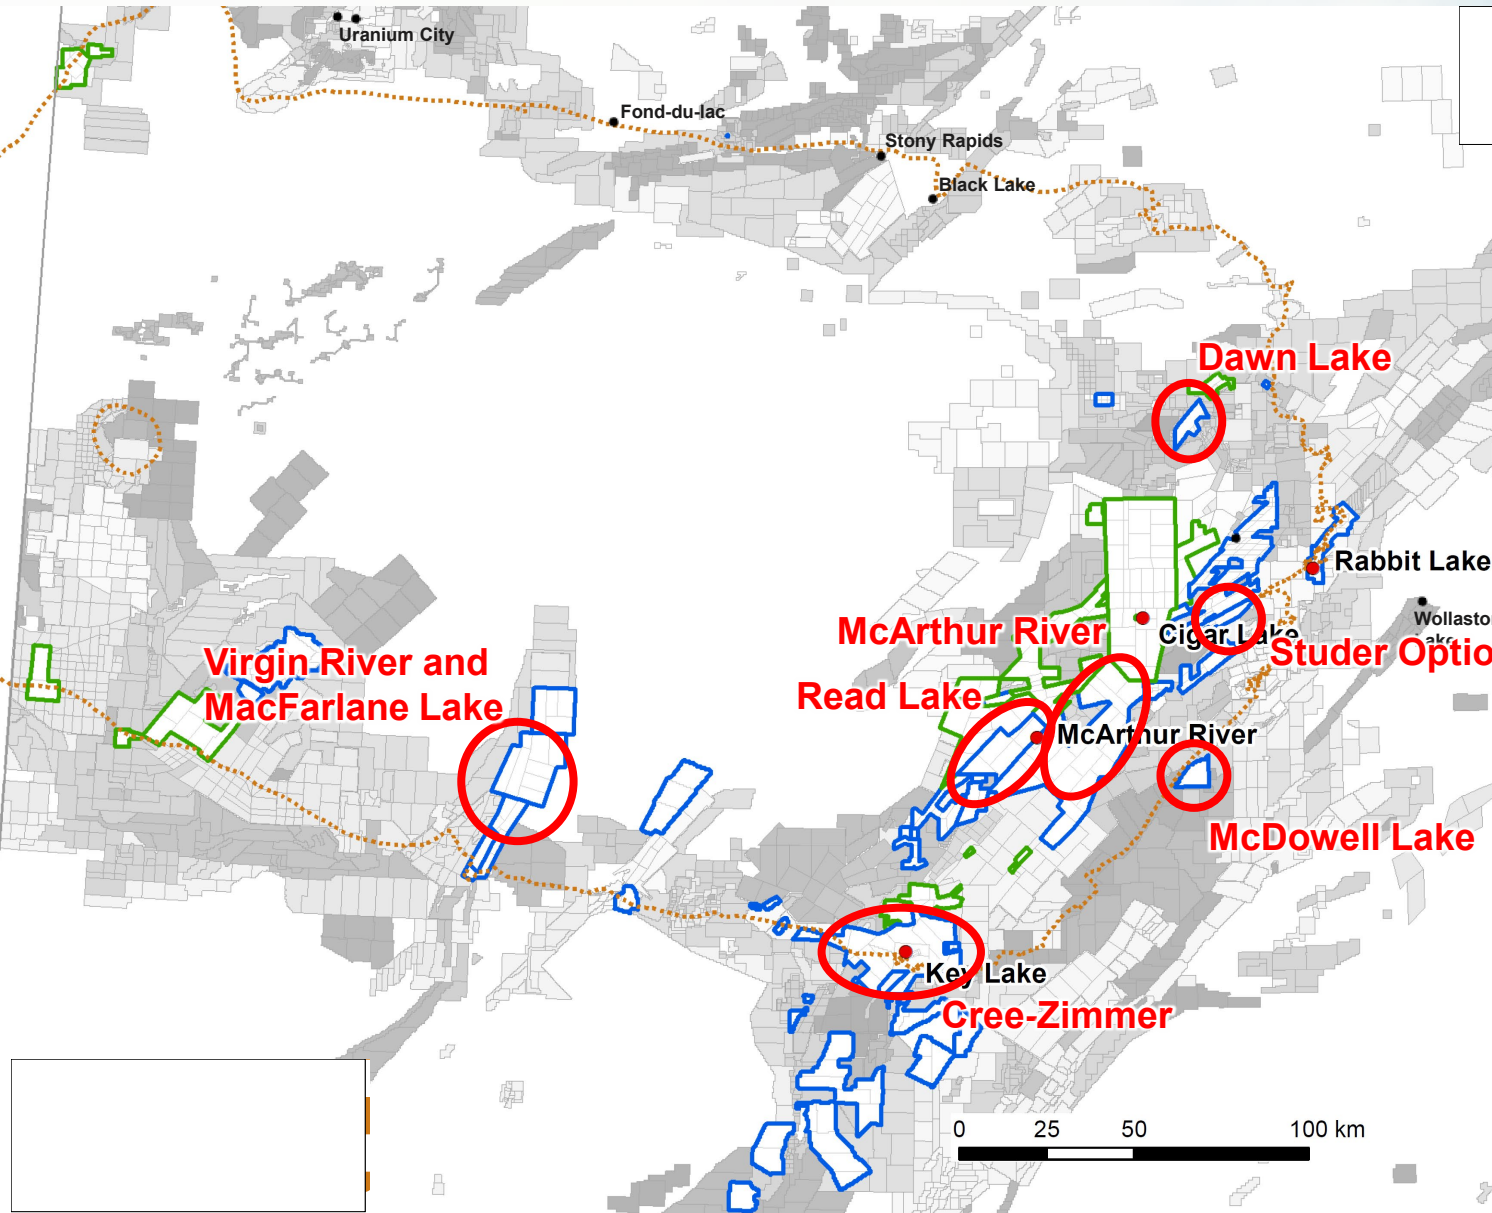 Uranium City
Fond-du-lac
Stony Rapids
Black Lake
Dawn Lake
Rabbit Lake
Wollasto
Lake
McArthur River
Cigar Lake
Studer Optio
Virgin River and
MacFarlane Lake
Read Lake
McArthur River
McDowell Lake
Key Lake
Cree-Zimmer
0 25 50 100 km